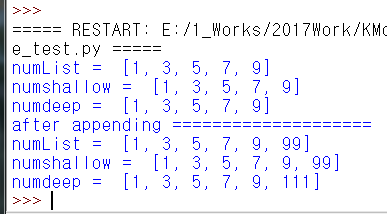 >>>
===== RESTART: E:/1_Works/2017Work/KMo
e_test.py =====
numList =  [1, 3, 5, 7, 9]
numshallow =  [1, 3, 5, 7, 9]
numdeep =  [1, 3, 5, 7, 9]
after appending ====================
numList =  [1, 3, 5, 7, 9, 99]
numshallow =  [1, 3, 5, 7, 9, 99]
numdeep =  [1, 3, 5, 7, 9, 111]
>>>